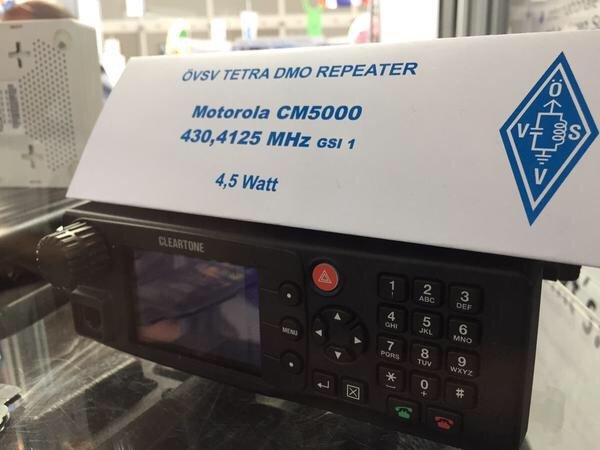 ÖVSV TETRA DMO REPEATER
Motorola CM5000
430,4125 MHz GSI 1
4,5 Watt
Ö
V S
V
CLEARTONE
MENU
1 2 ABC 3 DEF
4 GHI 5 JKL 6 MNO
7 PQRS 8 TUV 9 WXYZ
* 0 + #